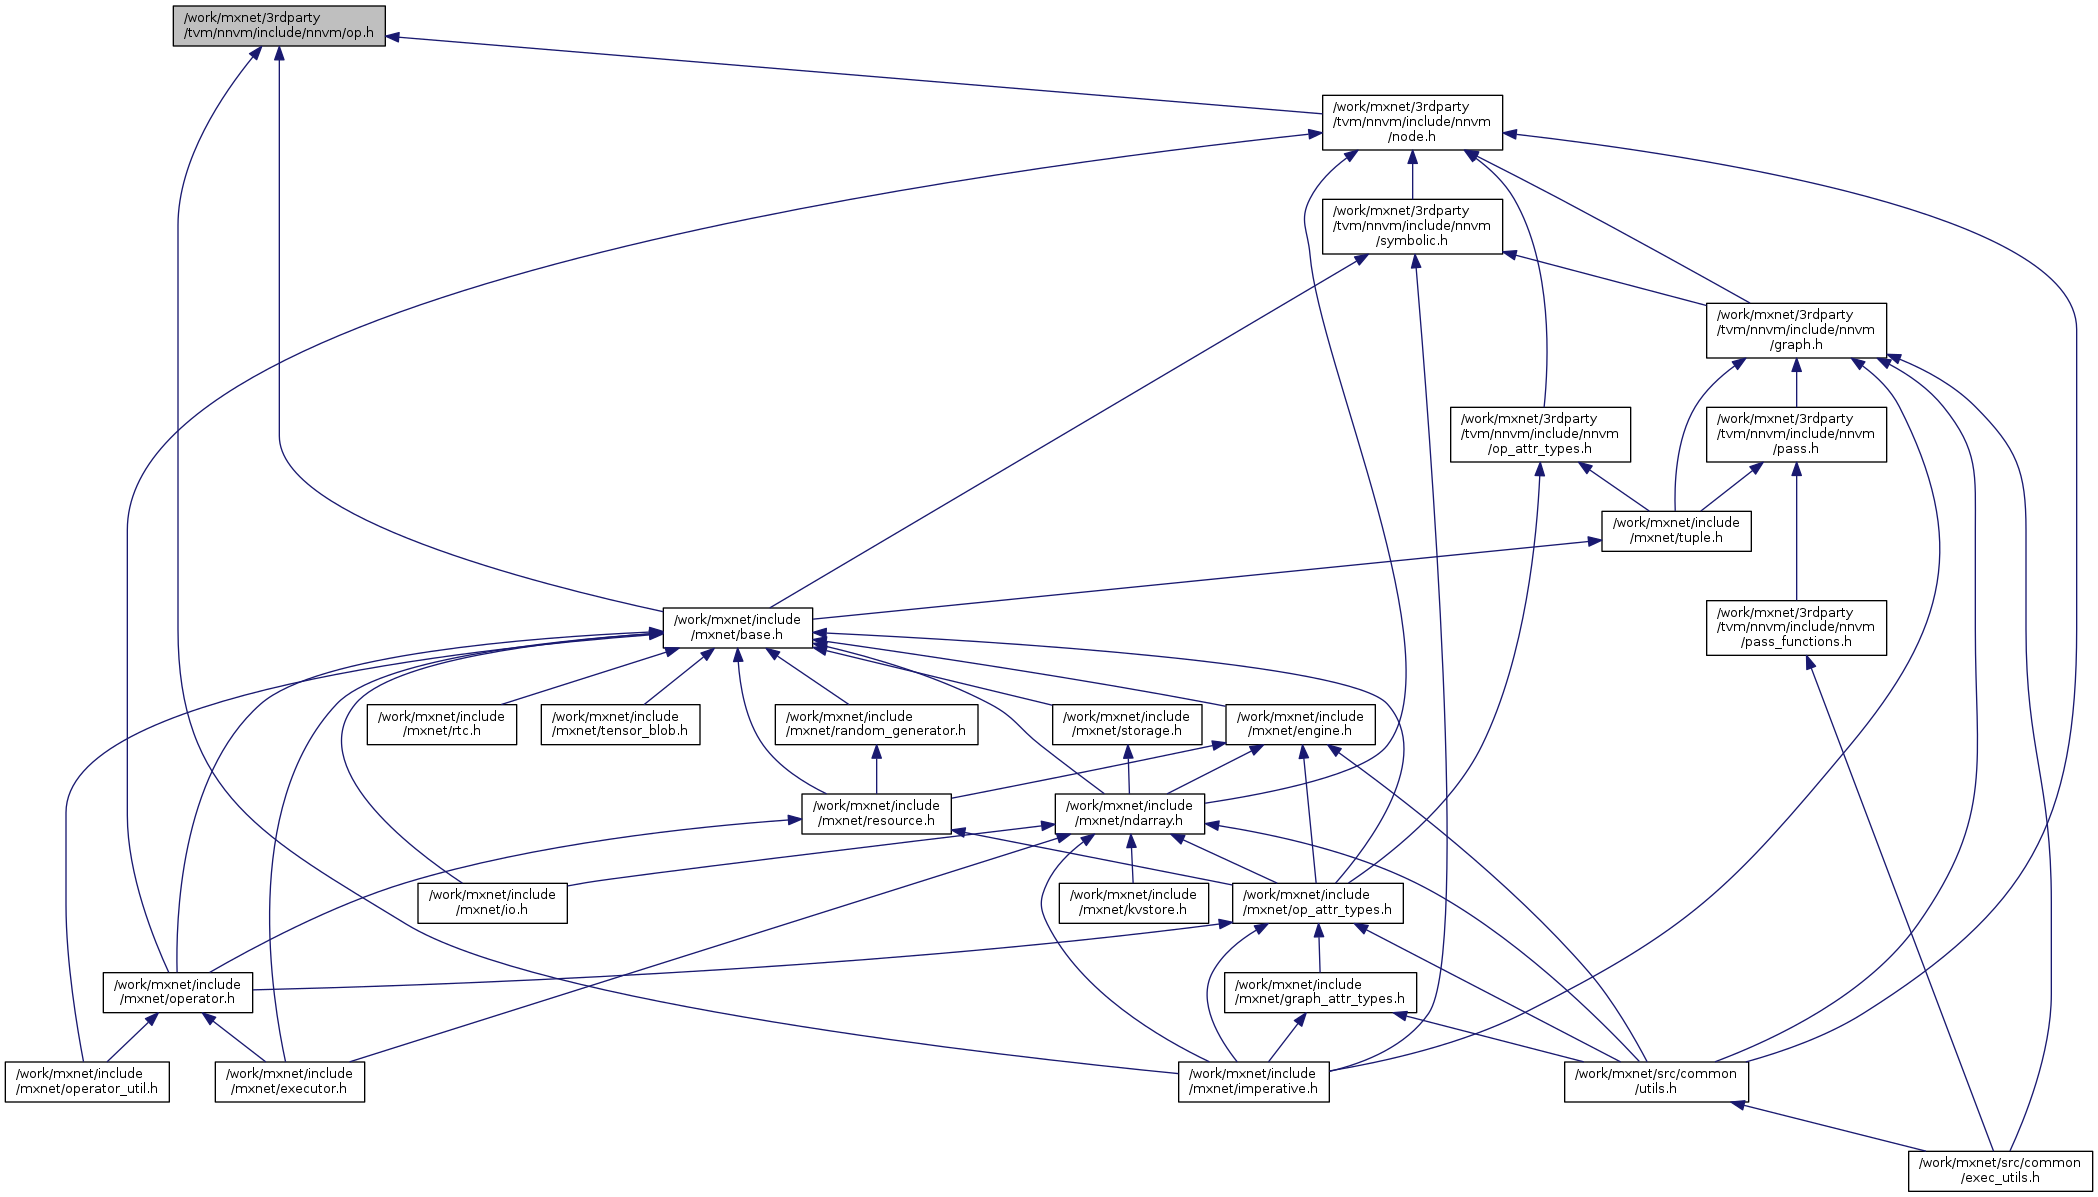 /work/mxnet/3rdparty
/tvm/nnvm/include/nnvm/op.h
/work/mxnet/3rdparty
/tvm/nnvm/include/nnvm
/node.h
/work/mxnet/3rdparty
/tvm/nnvm/include/nnvm
/symbolic.h
/work/mxnet/3rdparty
/tvm/nnvm/include/nnvm
/graph.h
/work/mxnet/3rdparty
/tvm/nnvm/include/nnvm
/op_attr_types.h
/work/mxnet/3rdparty
/tvm/nnvm/include/nnvm
/pass.h
/work/mxnet/include
/mxnet/tuple.h
/work/mxnet/include
/mxnet/base.h
/work/mxnet/3rdparty
/tvm/nnvm/include/nnvm
/pass_functions.h
/work/mxnet/include
/mxnet/rtc.h
/work/mxnet/include
/mxnet/tensor_blob.h
/work/mxnet/include
/mxnet/random_generator.h
/work/mxnet/include
/mxnet/storage.h
/work/mxnet/include
/mxnet/engine.h
/work/mxnet/include
/mxnet/resource.h
/work/mxnet/include
/mxnet/ndarray.h
/work/mxnet/include
/mxnet/io.h
/work/mxnet/include
/mxnet/kvstore.h
/work/mxnet/include
/mxnet/op_attr_types.h
/work/mxnet/include
/mxnet/operator.h
/work/mxnet/include
/mxnet/graph_attr_types.h
/work/mxnet/include
/mxnet/operator_util.h
/work/mxnet/include
/mxnet/executor.h
/work/mxnet/include
/mxnet/imperative.h
/work/mxnet/src/common
/utils.h
/work/mxnet/src/common
/exec_utils.h